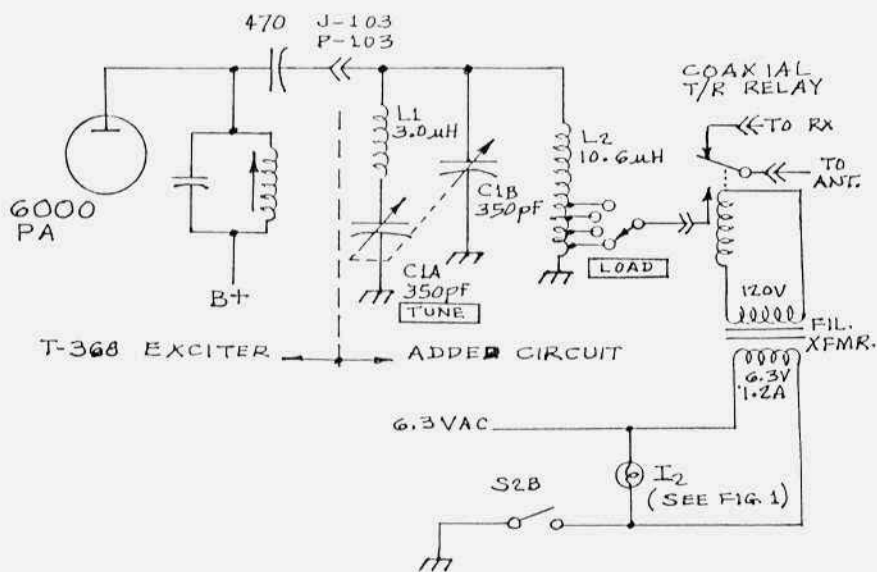 470
J-103
P-103
COAXIAL
T/R RELAY
TO RX
TO
ANT.
L1
3.0µH
L2
10.6µH
C1B
350pF
6000
PA
C1A
350pF
TUNE
LOAD
B+
120V
FIL.
XFMR.
6.3V
1.2A
T-368 EXCITER
ADDED CIRCUIT
6.3VAC
I2
(SEE FIG. 1)
S2B